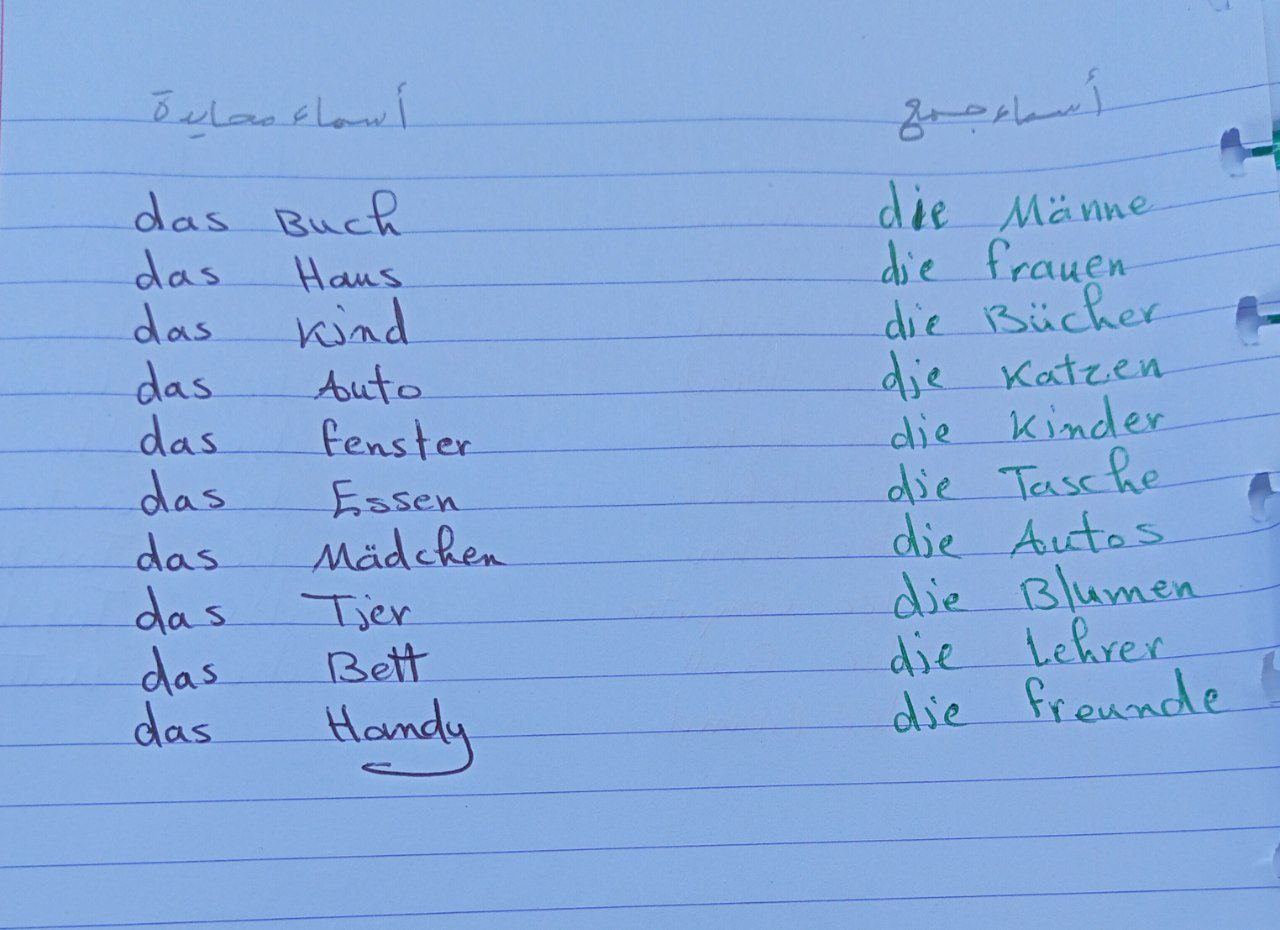 أسماء محايدة
das Buch
das Haus
das Kind
das Auto
das fenster
das Essen
das Mädchen
das Tier
das Bett
das Handy
أسماء جمع
die Männe
die frauen
die Bücher
die Katzen
die Kinder
die Tasche
die Autos
die Blumen
die Lehrer
die freunde